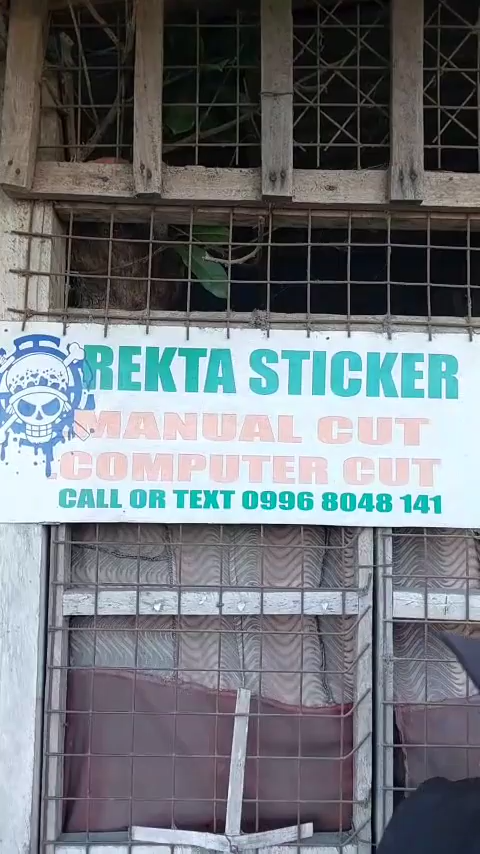 REKTA STICKER
MANUAL CUT
.COMPUTER CUT
CALL OR TEXT 0996 8048 141